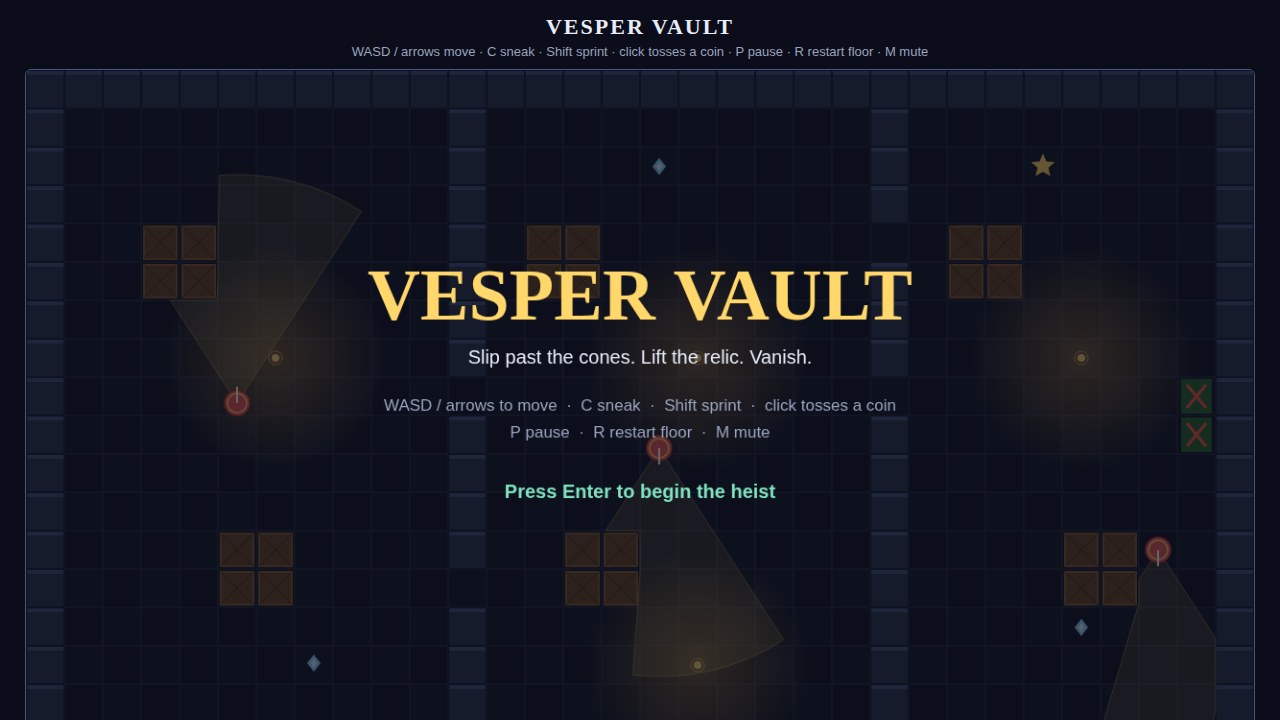 VESPER VAULT
WASD / arrows move · C sneak · Shift sprint · click tosses a coin · P pause · R restart floor · M mute
VESPER VAULT
Slip past the cones. Lift the relic. Vanish.
WASD / arrows to move · C sneak · Shift sprint · click tosses a coin
P pause · R restart floor · M mute
Press Enter to begin the heist